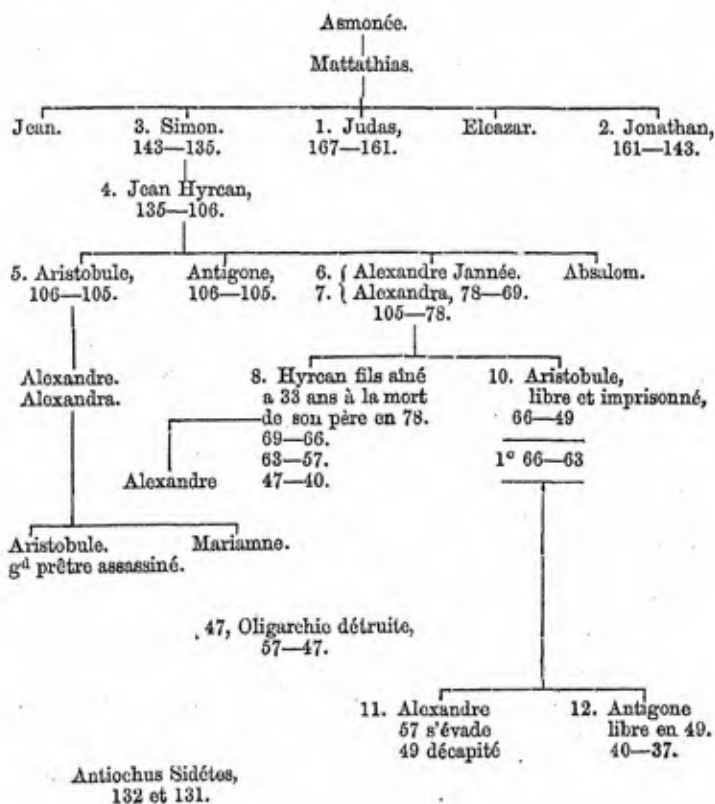 Asmonée.
Mattathias.
Jean. 3. Simon. 1. Judas, Eleazar. 2. Jonathan,
143—135. 167—161. 161—143.
4. Jean Hyrcan,
135—106.
5. Aristobule, Antigone, 6. { Alexandre Jannée. Absalom.
106—105. 106—105. 7. { Alexandra, 78—69.
105—78.
Alexandre. 8. Hyrcan fils aîné 10. Aristobule,
Alexandra. a 33 ans à la mort libre et imprisonné,
de son père en 78. 66—49
69—66.
63—57. 1° 66—63
Alexandre 47—40.
Aristobule. Mariamne.
gd prêtre assassiné.
47, Oligarchie détruite,
57—47.
11. Alexandre 12. Antigone
57 s'évade libre en 49.
49 décapité 40—37.
Antiochus Sidétes,
132 et 131.